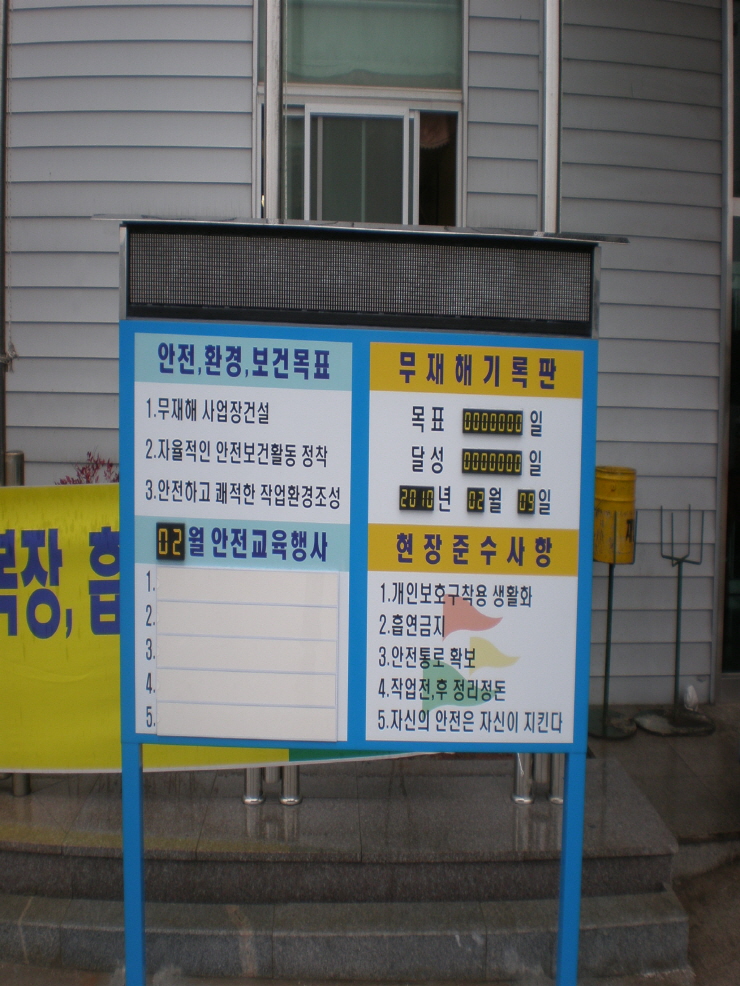 안전,환경,보건목표
1.무재해 사업장건설
2.자율적인 안전보건활동 정착
3.안전하고 쾌적한 작업환경조성
02월 안전교육행사
1.
2.
3.
4.
5.
무재해기록판
목표 0000000 일
달성 0000000 일
2010년 02월 09일
현장준수사항
1.개인보호구착용 생활화
2.흡연금지
3.안전통로 확보
4.작업전,후 정리정돈
5.자신의 안전은 자신이 지킨다
복장,